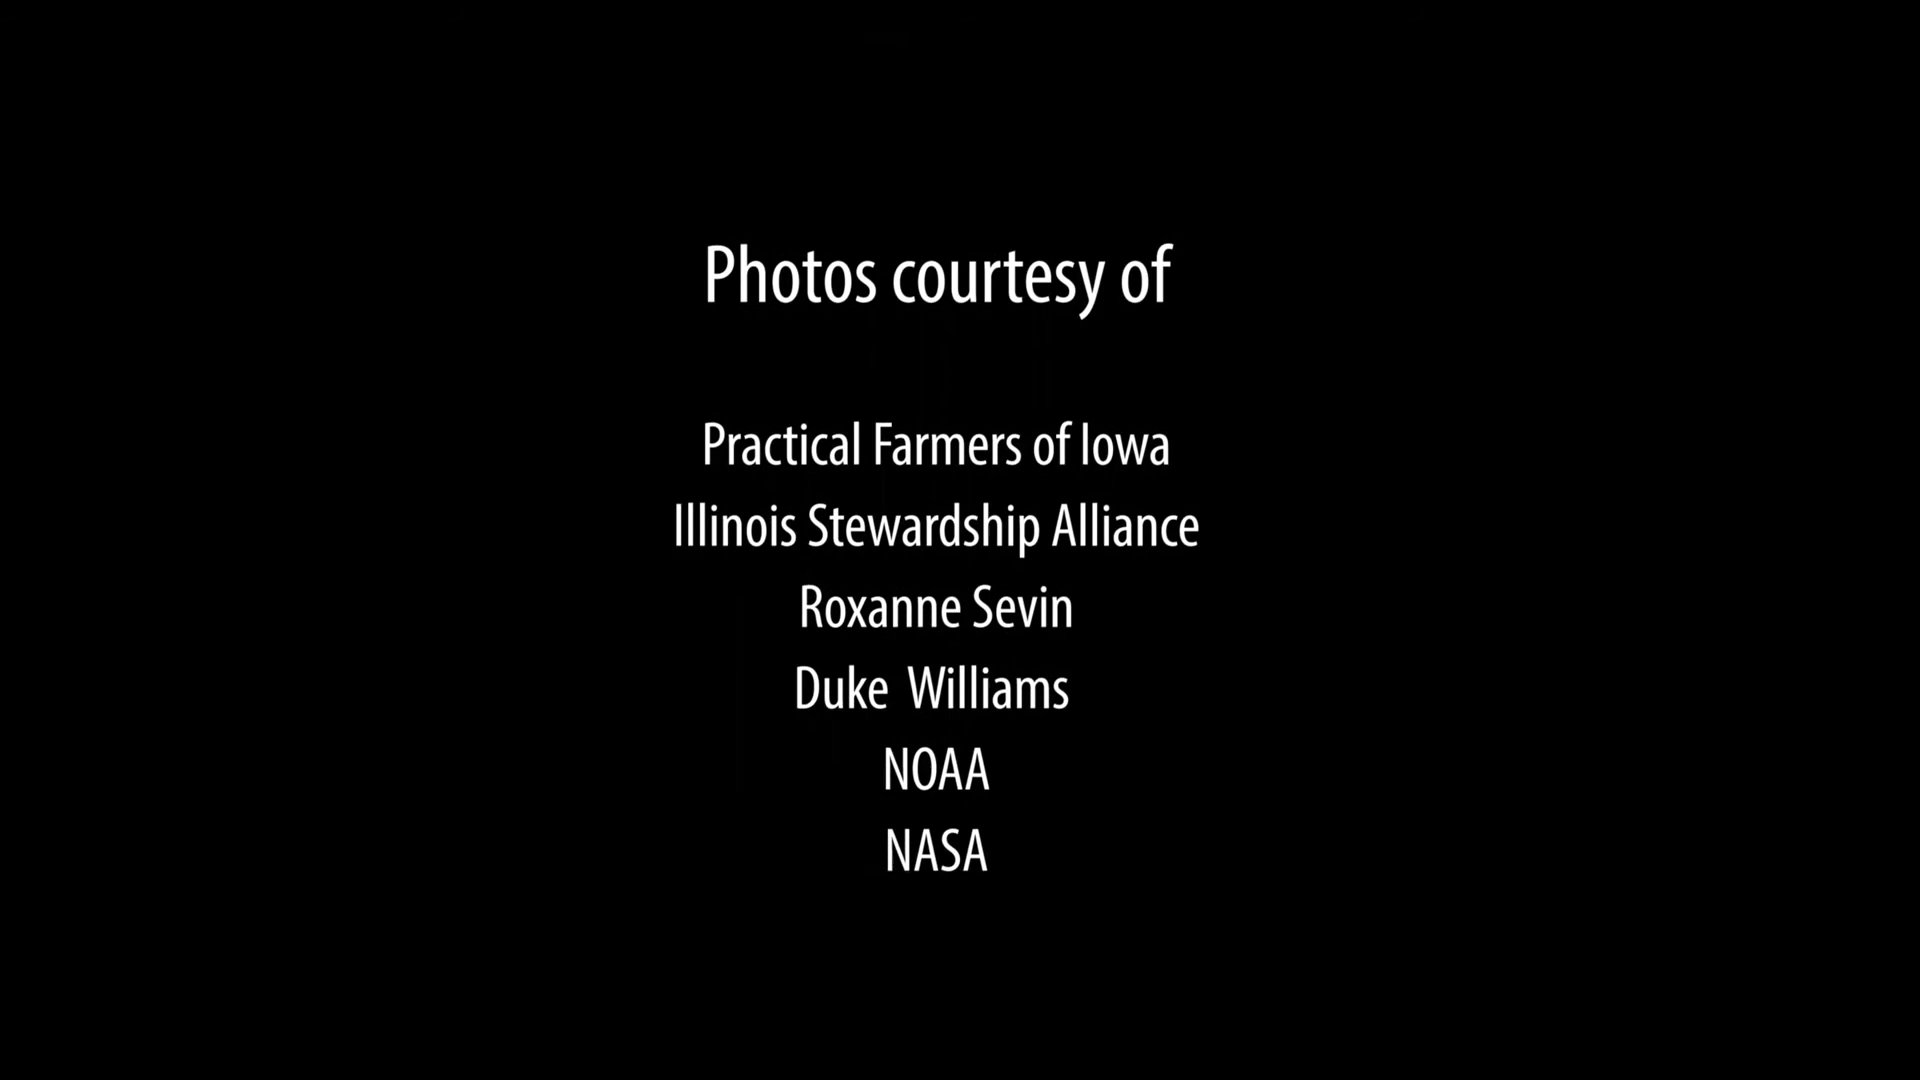 Photos courtesy of
Practical Farmers of Iowa
Illinois Stewardship Alliance
Roxanne Sevin
Duke  Williams
NOAA
NASA